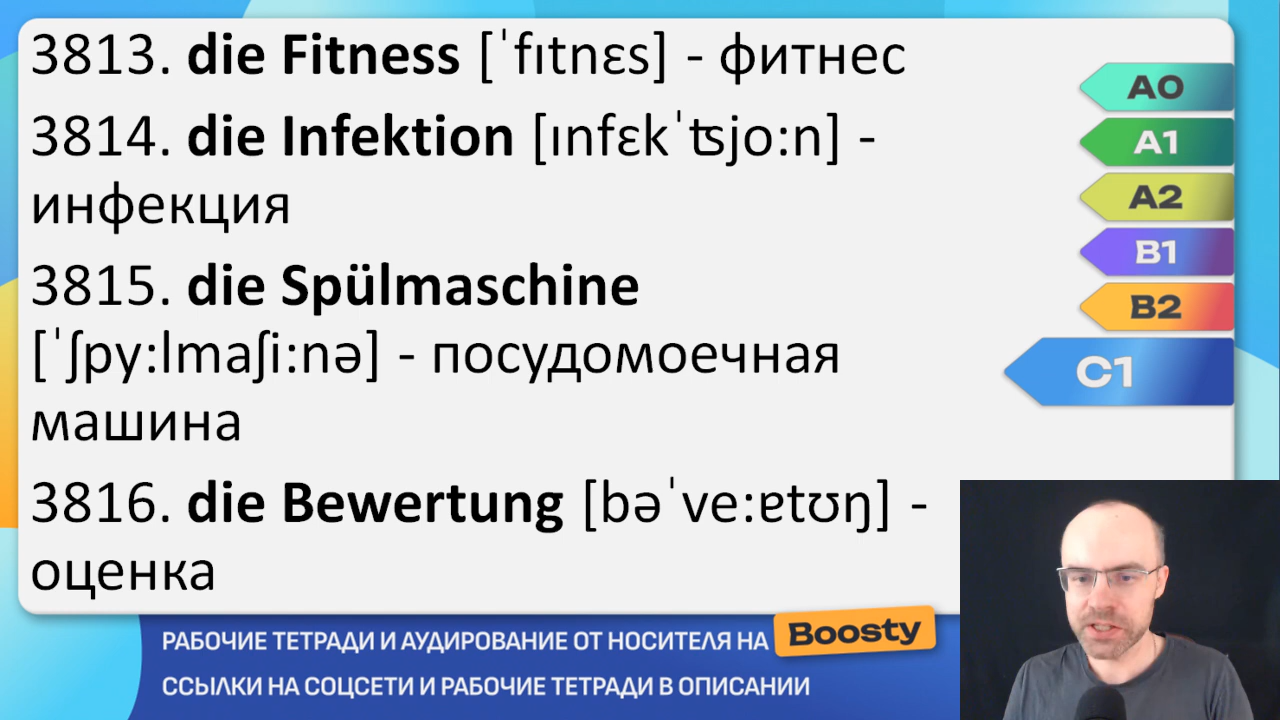 3813. die Fitness [ˈfɪtnɛs] - фитнес
3814. die Infektion [ɪnfɛkˈʦjo:n] -
инфекция
3815. die Spülmaschine
[ˈʃpy:lmaʃi:nə] - посудомоечная
машина
3816. die Bewertung [bəˈve:ɐtʊŋ] -
оценка
A0
A1
A2
B1
B2
C1
РАБОЧИЕ ТЕТРАДИ И АУДИРОВАНИЕ ОТ НОСИТЕЛЯ НА Boosty
ССЫЛКИ НА СОЦСЕТИ И РАБОЧИЕ ТЕТРАДИ В ОПИСАНИИ